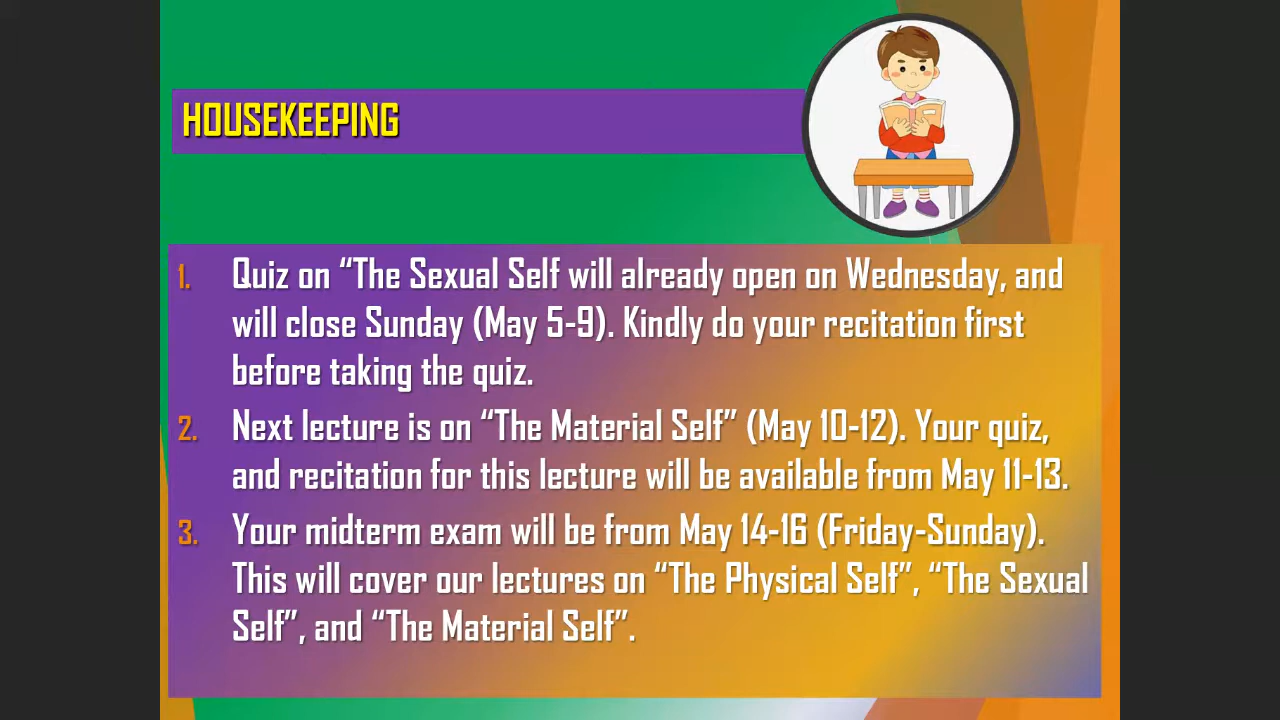 HOUSEKEEPING
1. Quiz on “The Sexual Self will already open on Wednesday, and
will close Sunday (May 5-9). Kindly do your recitation first
before taking the quiz.
2. Next lecture is on “The Material Self” (May 10-12). Your quiz,
and recitation for this lecture will be available from May 11-13.
3. Your midterm exam will be from May 14-16 (Friday-Sunday).
This will cover our lectures on “The Physical Self”, “The Sexual
Self”, and “The Material Self”.